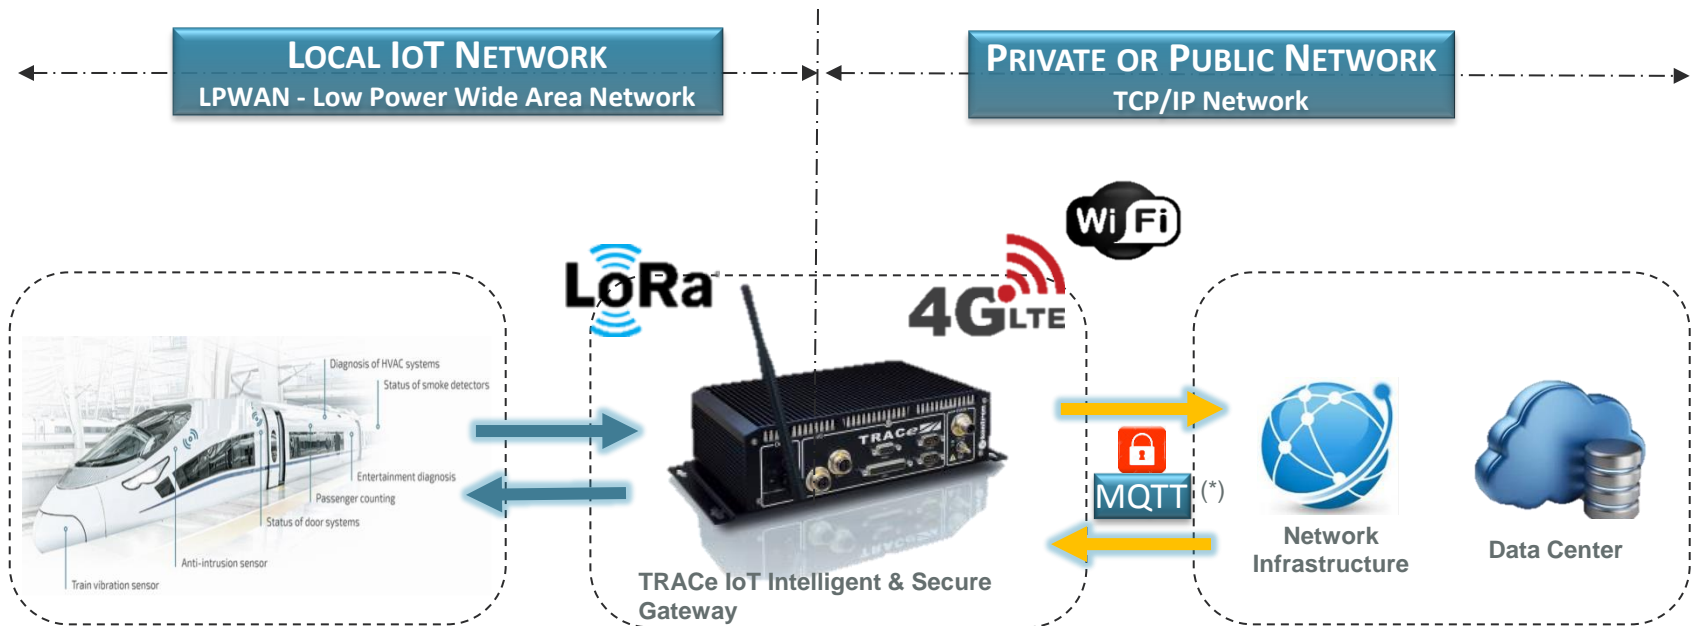 LOCAL IOT NETWORK
LPWAN - Low Power Wide Area Network
PRIVATE OR PUBLIC NETWORK
TCP/IP Network
Wi Fi
LoRa
4G LTE
Diagnosis of HVAC systems
Status of smoke detectors
Entertainment diagnosis
Passenger counting
Status of door systems
Anti-intrusion sensor
Train vibration sensor
TRACe
MQTT (*)
TRACe IoT Intelligent & Secure
Gateway
Network
Infrastructure
Data Center